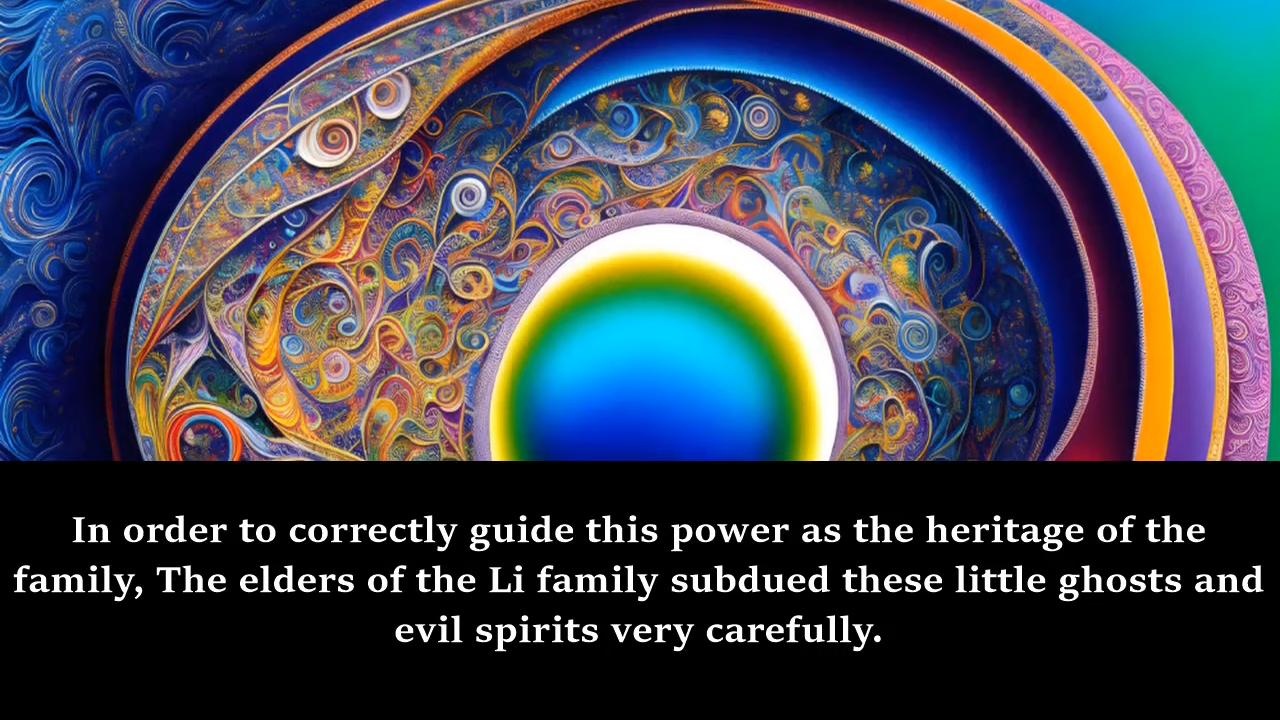 In order to correctly guide this power as the heritage of the
family, The elders of the Li family subdued these little ghosts and
evil spirits very carefully.